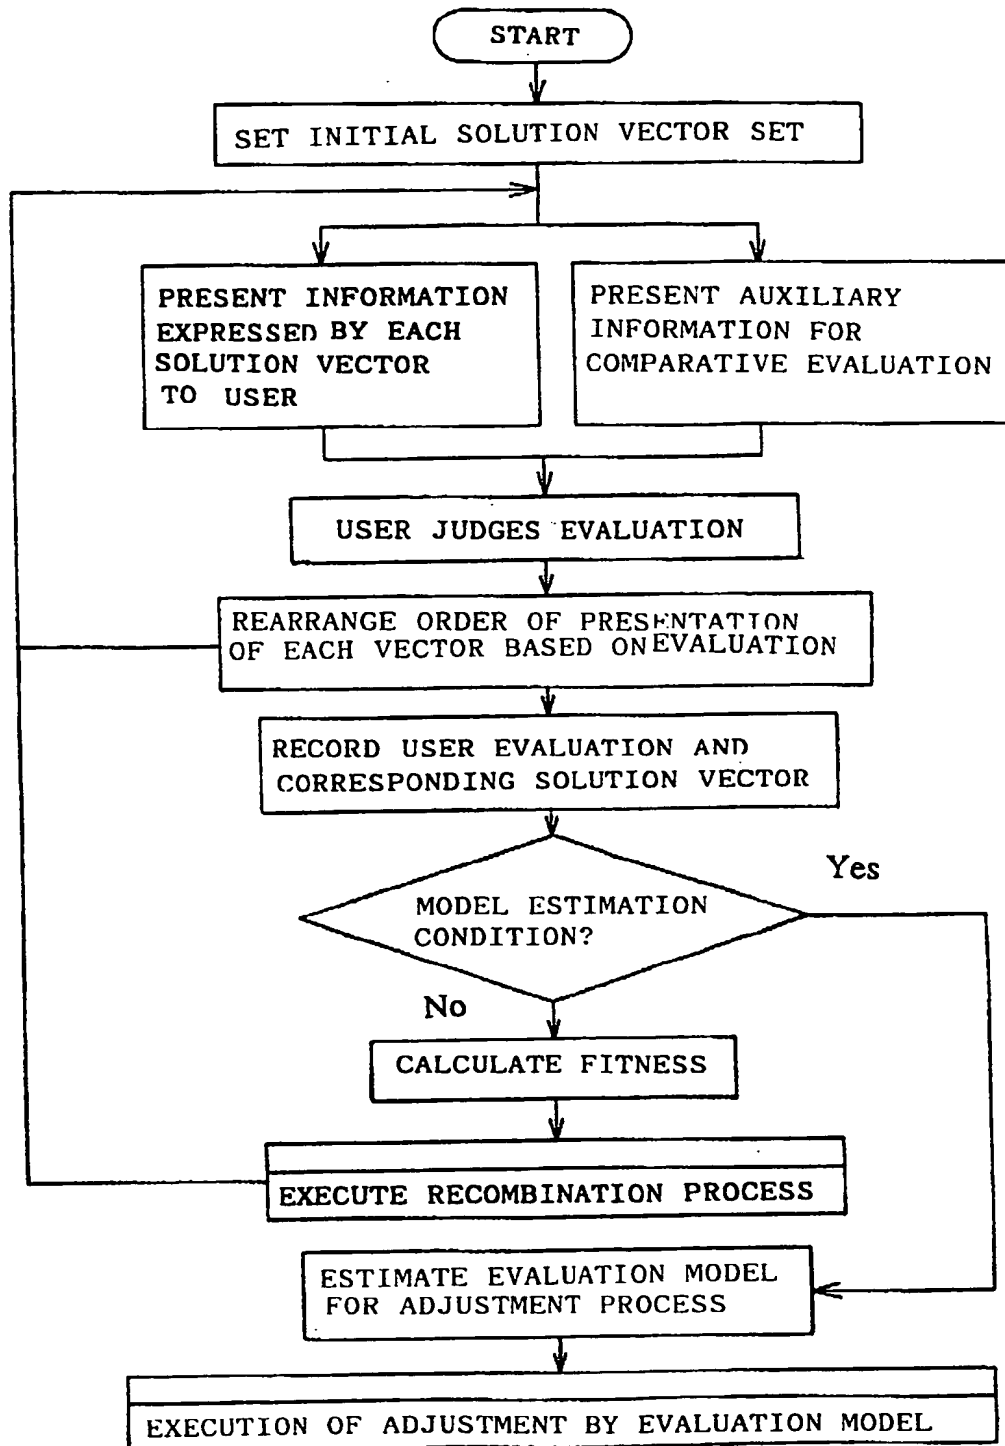 START
SET INITIAL SOLUTION VECTOR SET
PRESENT INFORMATION
EXPRESSED BY EACH
SOLUTION VECTOR
TO USER
PRESENT AUXILIARY
INFORMATION FOR
COMPARATIVE EVALUATION
USER JUDGES EVALUATION
REARRANGE ORDER OF PRESENTATION
OF EACH VECTOR BASED ON EVALUATION
RECORD USER EVALUATION AND
CORRESPONDING SOLUTION VECTOR
Yes
MODEL ESTIMATION
CONDITION?
No
CALCULATE FITNESS
EXECUTE RECOMBINATION PROCESS
ESTIMATE EVALUATION MODEL
FOR ADJUSTMENT PROCESS
EXECUTION OF ADJUSTMENT BY EVALUATION MODEL